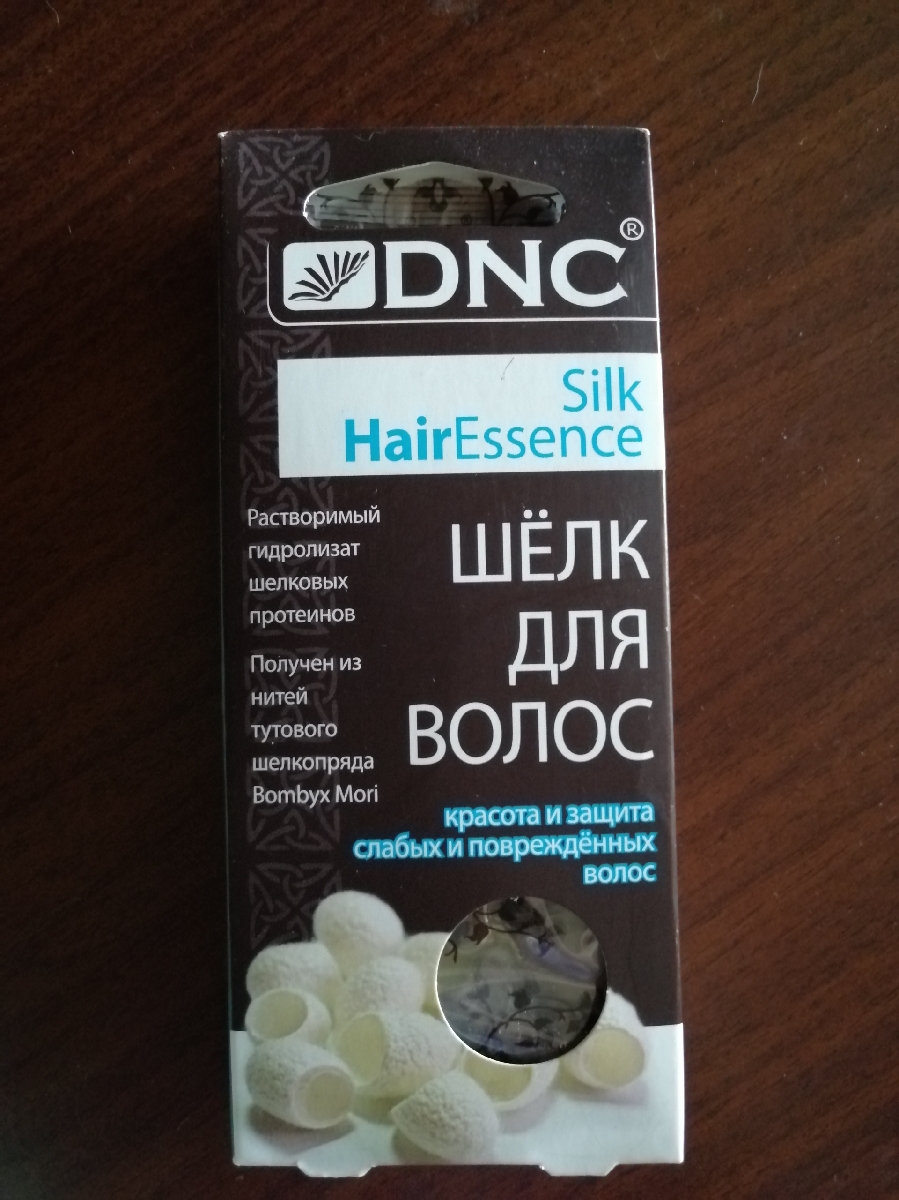 DNC®
Silk
HairEssence
Растворимый
гидролизат
шелковых
протеинов
Получен из
нитей
тутового
шелкопряда
Bombyx Mori
ШЁЛК
ДЛЯ
ВОЛОС
красота и защита
слабых и повреждённых
волос